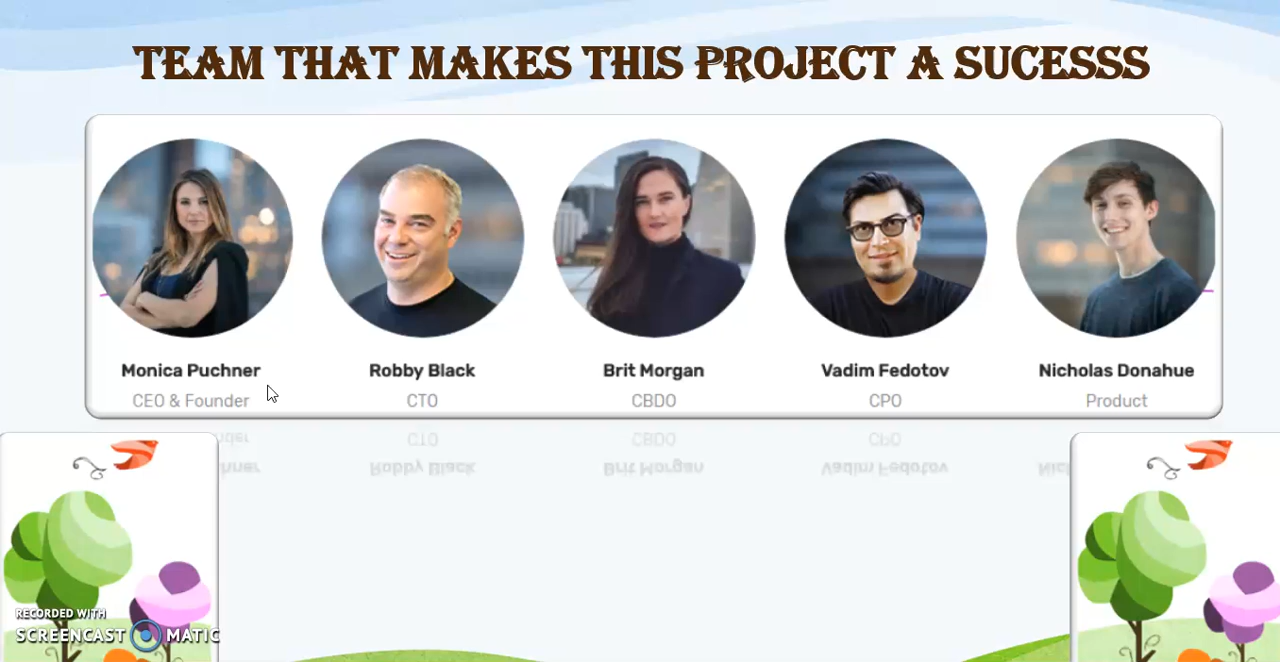 TEAM THAT MAKES THIS PROJECT A SUCESSS
Monica Puchner
Robby Black
Brit Morgan
Vadim Fedotov
Nicholas Donahue
CEO & Founder
CTO
CBDO
CPO
Product
RECORDED WITH
SCREENCAST MATIC